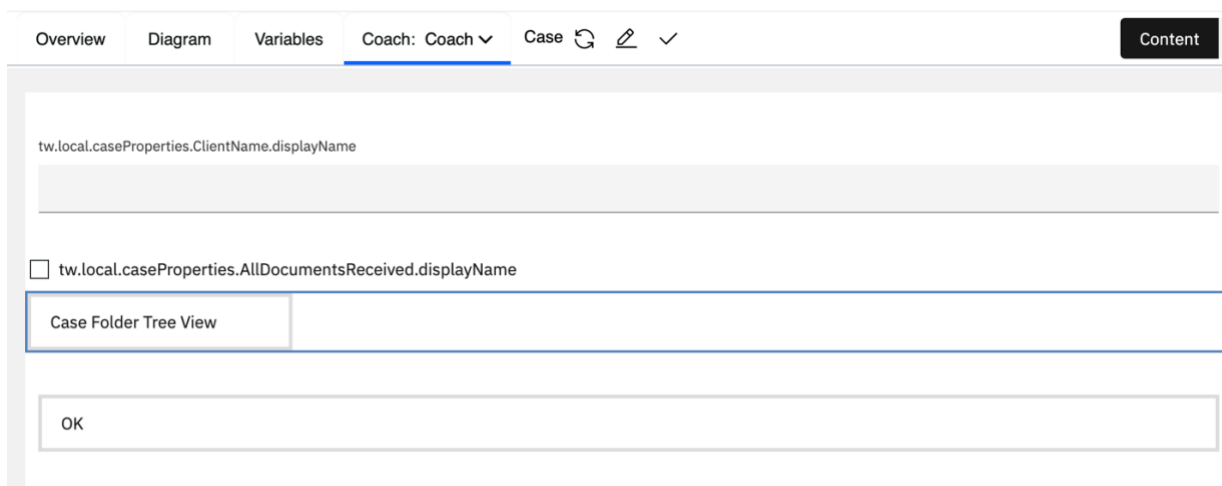 Overview Diagram Variables Coach: Coach Case Content
tw.local.caseProperties.ClientName.displayName
tw.local.caseProperties.AllDocumentsReceived.displayName
Case Folder Tree View
OK